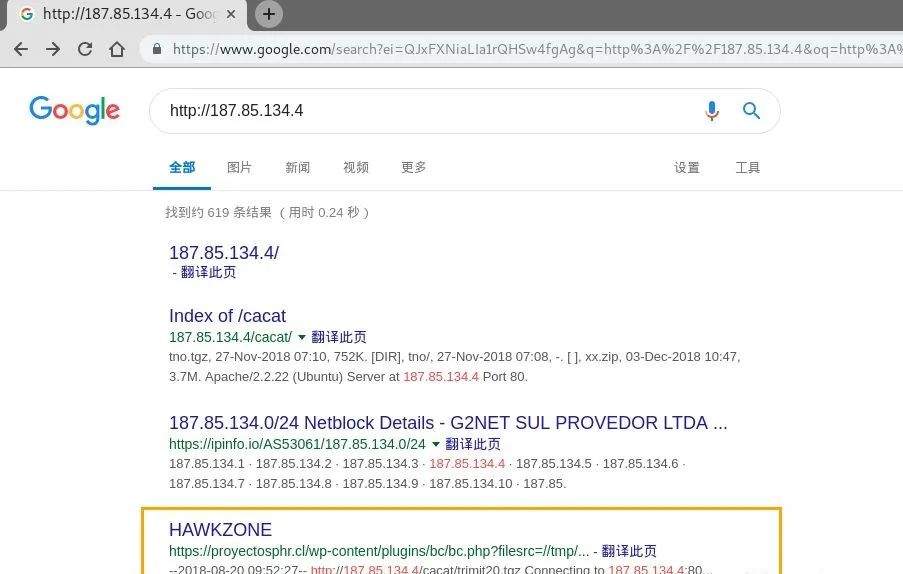 http://187.85.134.4 - Goo
https://www.google.com/search?ei=QJxFXNiaLIa1rQHSw4fgAg&q=http%3A%2F%2F187.85.134.4&oq=http%3A%
Google
http://187.85.134.4
全部 图片 新闻 视频 更多 设置 工具
找到约 619 条结果 （用时 0.24 秒）
187.85.134.4/
- 翻译此页
Index of /cacat
187.85.134.4/cacat/ 翻译此页
tno.tgz, 27-Nov-2018 07:10, 752K. [DIR], tno/, 27-Nov-2018 07:08, -. [ ], xx.zip, 03-Dec-2018 10:47,
3.7M. Apache/2.2.22 (Ubuntu) Server at 187.85.134.4 Port 80.
187.85.134.0/24 Netblock Details - G2NET SUL PROVEDOR LTDA ...
https://ipinfo.io/AS53061/187.85.134.0/24 翻译此页
187.85.134.1 · 187.85.134.2 · 187.85.134.3 · 187.85.134.4 · 187.85.134.5 · 187.85.134.6 ·
187.85.134.7 · 187.85.134.8 · 187.85.134.9 · 187.85.134.10 · 187.85.
HAWKZONE
https://proyectosphr.cl/wp-content/plugins/bc/bc.php?filesrc=//tmp/... - 翻译此页
--2018-08-20 09:52:27-- http://187.85.134.4/cacat/trimit20.tgz Connecting to 187.85.134.4:80...